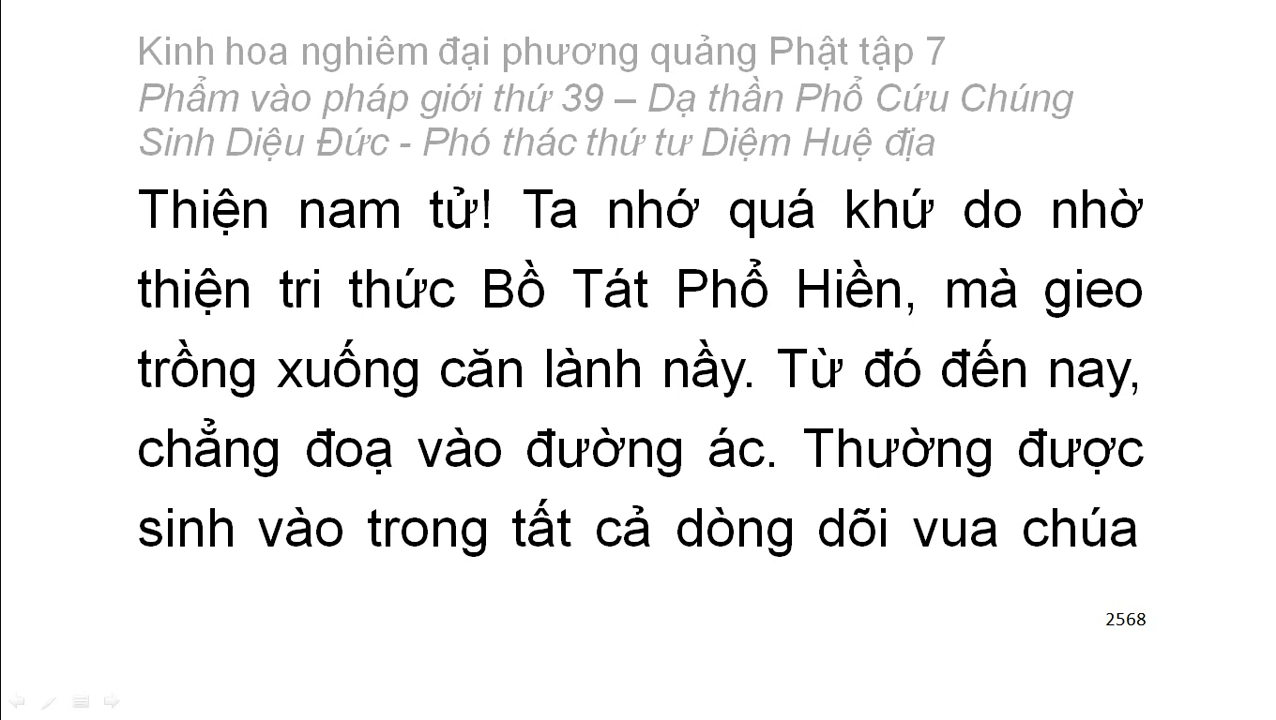 Kinh hoa nghiêm đại phương quảng Phật tập 7
Phẩm vào pháp giới thứ 39 – Dạ thần Phổ Cứu Chúng
Sinh Diệu Đức - Phó thác thứ tư Diệm Huệ địa
Thiện nam tử! Ta nhớ quá khứ do nhờ
thiện tri thức Bồ Tát Phổ Hiền, mà gieo
trồng xuống căn lành nầy. Từ đó đến nay,
chẳng đoạ vào đường ác. Thường được
sinh vào trong tất cả dòng dõi vua chúa
2568